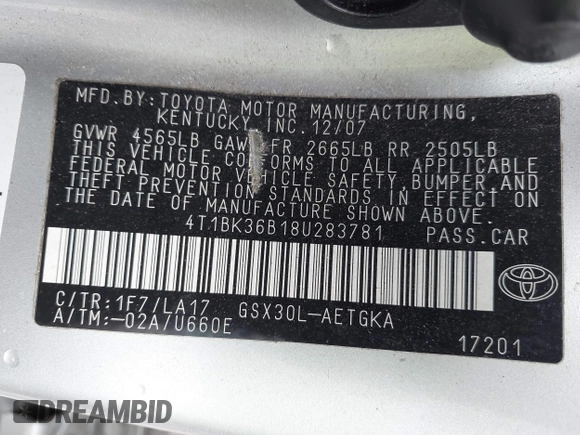 MFD. BY: TOYOTA MOTOR MANUFACTURING,
KENTUCKY, INC. 12/07
GVWR 4565LB GAWR FR 2665LB RR 2505LB
THIS VEHICLE CONFORMS TO ALL APPLICABLE
FEDERAL MOTOR VEHICLE SAFETY, BUMPER, AND
THEFT PREVENTION STANDARDS IN EFFECT ON
THE DATE OF MANUFACTURE SHOWN ABOVE.
4T1BK36B18U283781 PASS.CAR
C/TR: 1F7/LA17 GSX30L-AETGKA
A/TM:-02A/U660E
17201
DREAMBID